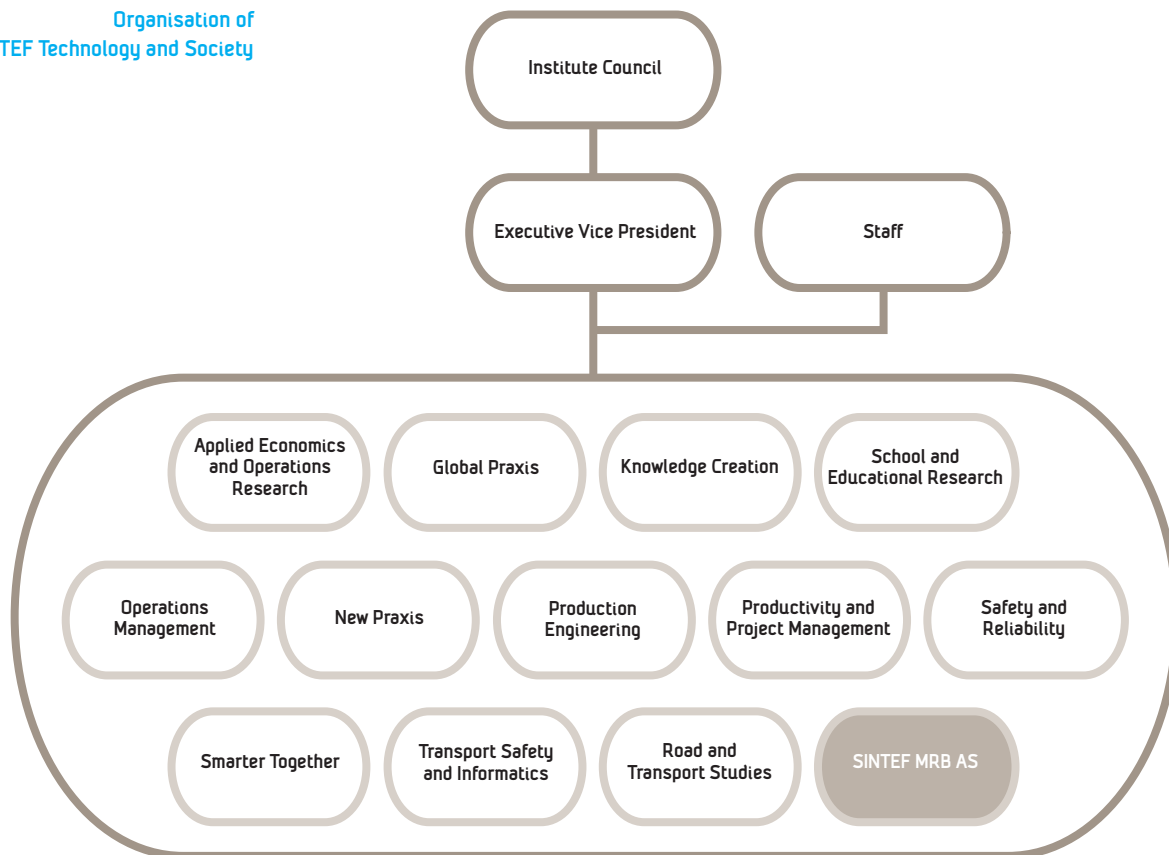 Organisation of
TEF Technology and Society
Institute Council
Executive Vice President
Staff
Applied Economics
and Operations
Research
Global Praxis
Knowledge Creation
School and
Educational Research
Operations
Management
New Praxis
Production
Engineering
Productivity and
Project Management
Safety and
Reliability
Smarter Together
Transport Safety
and Informatics
Road and
Transport Studies
SINTEF MRB AS